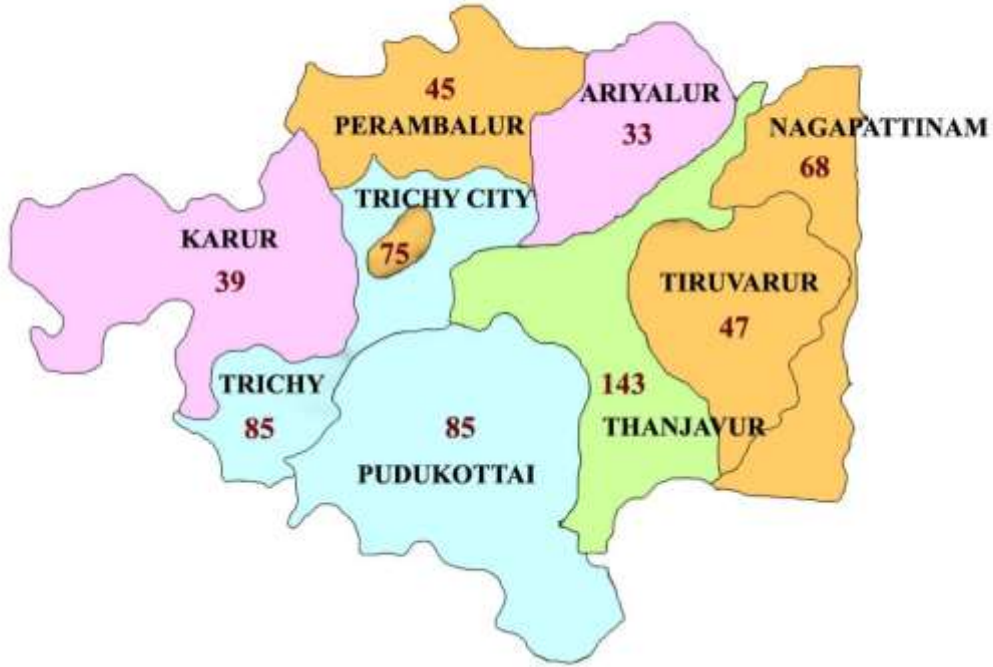 45
PERAMBALUR
ARIYALUR
33
NAGAPATTINAM
68
TRICHY CITY
75
KARUR
39
TIRUVARUR
47
TRICHY
85
85
PUDUKOTTAI
143
THANJAVUR